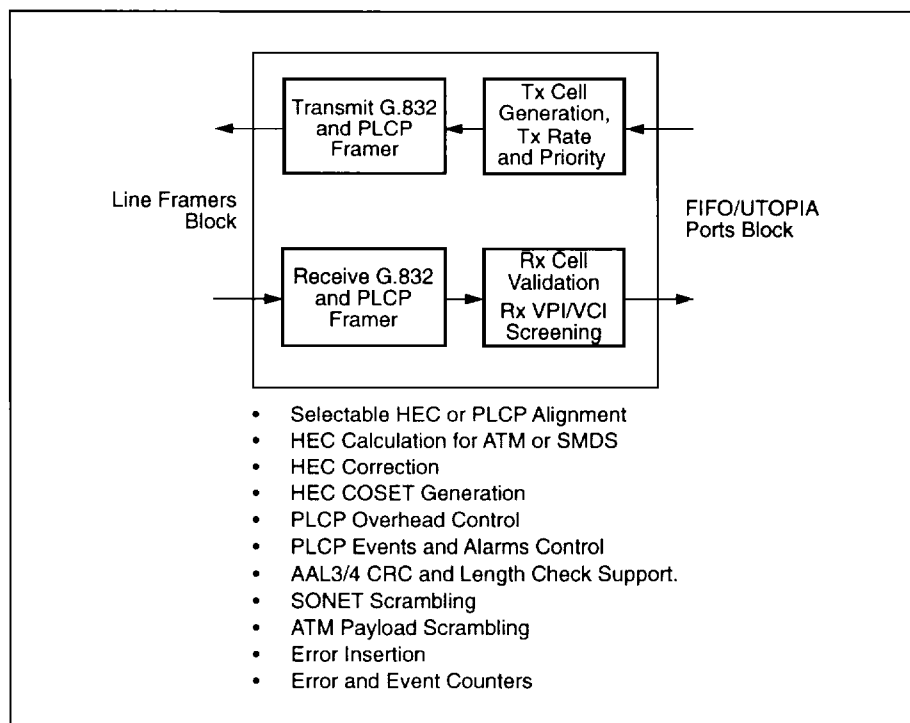 Transmit G.832
and PLCP
Framer
Tx Cell
Generation,
Tx Rate
and Priority
Line Framers
Block
FIFO/UTOPIA
Ports Block
Receive G.832
and PLCP
Framer
Rx Cell
Validation
Rx VPI/VCI
Screening
• Selectable HEC or PLCP Alignment
• HEC Calculation for ATM or SMDS
• HEC Correction
• HEC COSET Generation
• PLCP Overhead Control
• PLCP Events and Alarms Control
• AAL3/4 CRC and Length Check Support.
• SONET Scrambling
• ATM Payload Scrambling
• Error Insertion
• Error and Event Counters